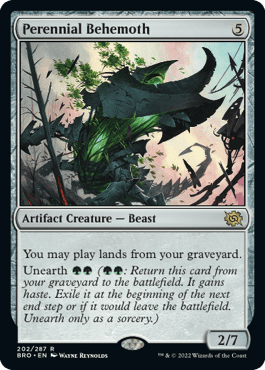 Perennial Behemoth 5
Artifact Creature — Beast
You may play lands from your graveyard.
Unearth (: Return this card from
your graveyard to the battlefield. It gains
haste. Exile it at the beginning of the next
end step or if it would leave the battlefield.
Unearth only as a sorcery.)
2/7
202/287 R
BRO • EN WAYNE REYNOLDS
™ & © 2022 Wizards of the Coast